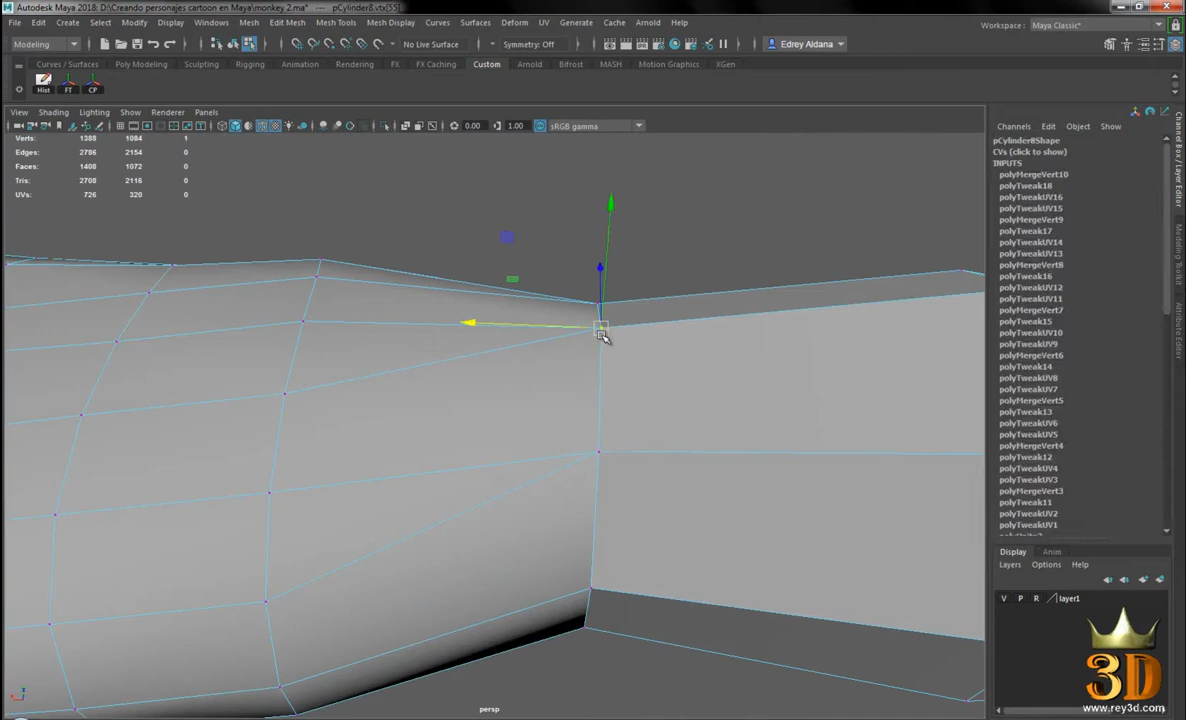 Autodesk Maya 2018: D:\Creando personajes cartoon en Maya\monkey 2.ma* --- pCylinder8.vtx[55]
File Edit Create Select Modify Display Windows Mesh Edit Mesh Mesh Tools Mesh Display Curves Surfaces Deform UV Generate Cache Arnold Help
Workspace : Maya Classic*
Modeling
No Live Surface
Symmetry: Off
Edrey Aldana
Curves / Surfaces Poly Modeling Sculpting Rigging Animation Rendering FX FX Caching Custom Arnold Bifrost MASH Motion Graphics XGen
Hist FT CP
View Shading Lighting Show Renderer Panels
0.00 1.00 sRGB gamma
Verts: 1388 1084 1
Edges: 2786 2154 0
Faces: 1408 1072 0
Tris: 2708 2116 0
UVs: 726 320 0
persp
Channels Edit Object Show
pCylinder8Shape
CVs (click to show)
INPUTS
polyMergeVert10
polyTweak18
polyTweakUV16
polyTweakUV15
polyMergeVert9
polyTweak17
polyTweakUV14
polyTweakUV13
polyMergeVert8
polyTweak16
polyTweakUV12
polyTweakUV11
polyMergeVert7
polyTweak15
polyTweakUV10
polyTweakUV9
polyMergeVert6
polyTweak14
polyTweakUV8
polyTweakUV7
polyMergeVert5
polyTweak13
polyTweakUV6
polyTweakUV5
polyMergeVert4
polyTweak12
polyTweakUV4
polyTweakUV3
polyMergeVert3
polyTweak11
polyTweakUV2
polyTweakUV1
Display Anim
Layers Options Help
V P R layer1
Channel Box / Layer Editor
Modeling Toolkit
Attribute Editor
3D
www.rey3d.com